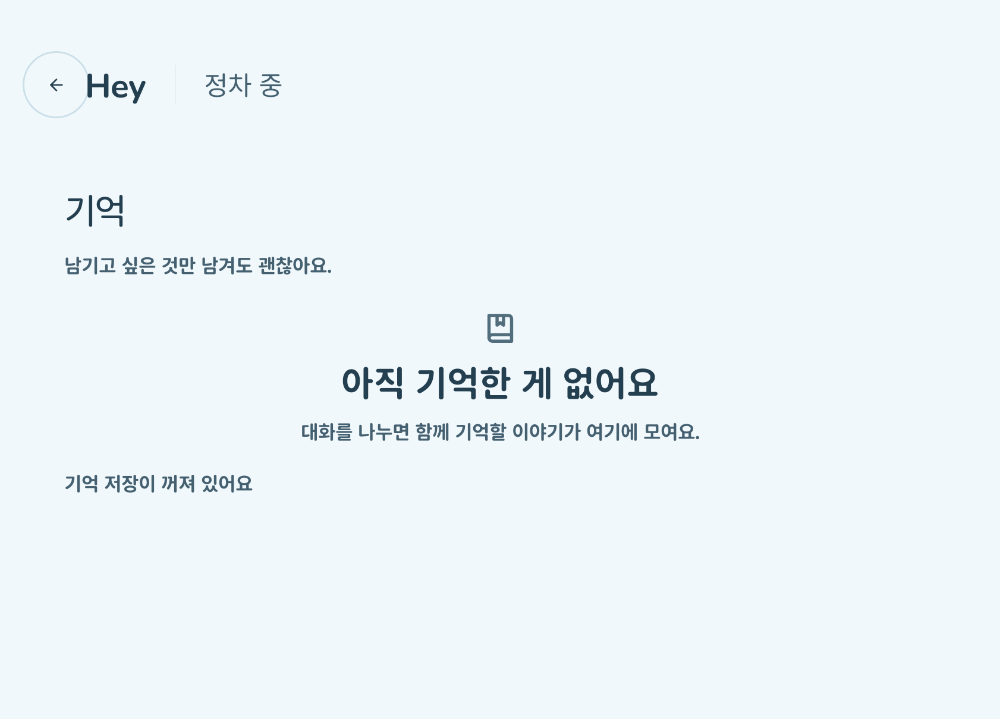 Hey 정차 중
기억
남기고 싶은 것만 남겨도 괜찮아요.
아직 기억한 게 없어요
대화를 나누면 함께 기억할 이야기가 여기에 모여요.
기억 저장이 꺼져 있어요